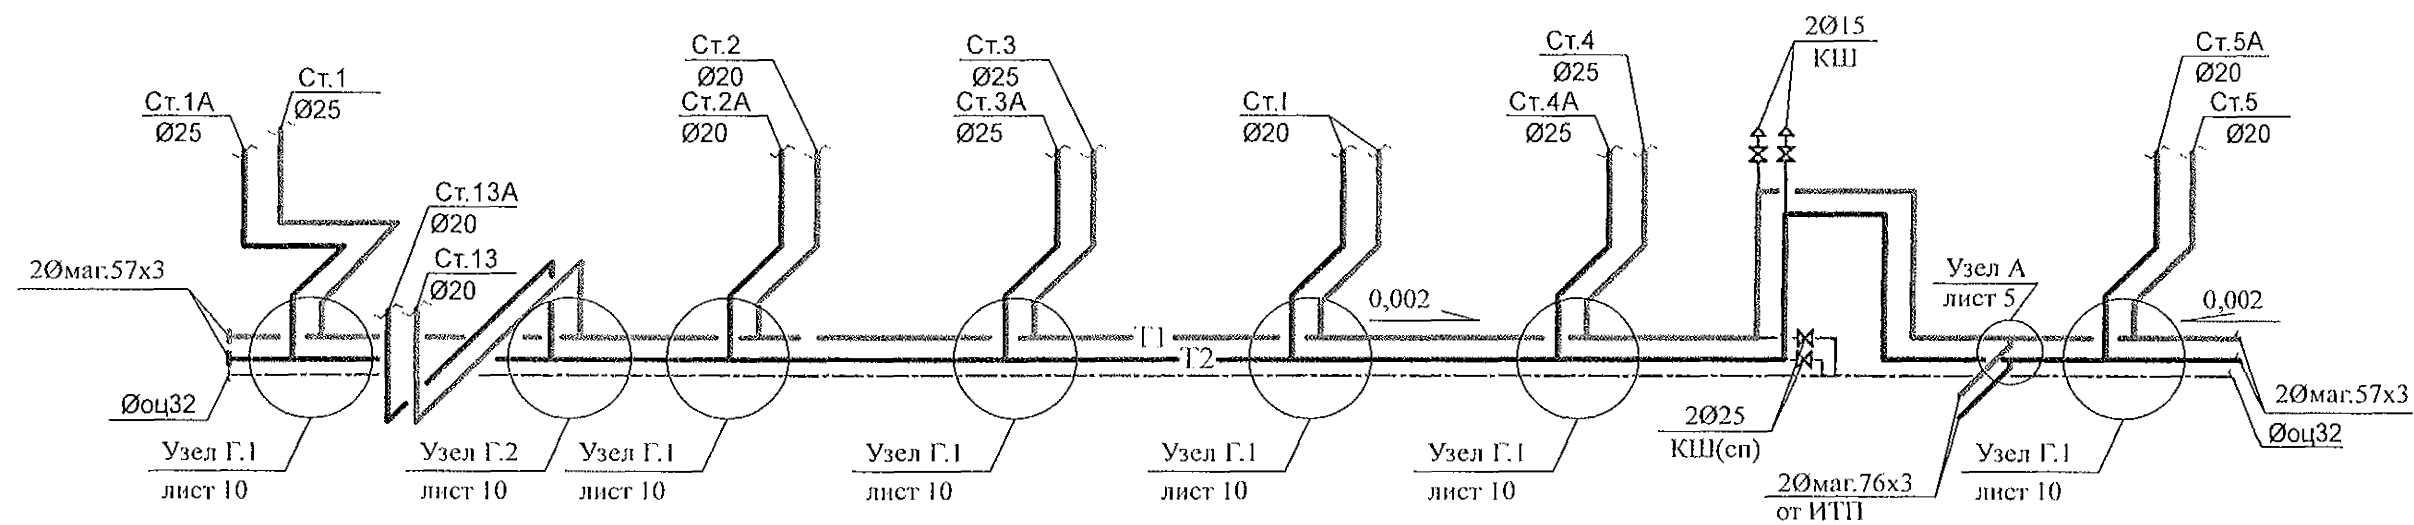 2Ø15
КШ
Ст.2
Ø20
Ст.3
Ø25
Ст.4
Ø25
Ст.5А
Ø20
Ст.1
Ø25
Ст.1А
Ø25
Ст.2А
Ø20
Ст.3А
Ø25
Ст.I
Ø20
Ст.4А
Ø25
Ст.5
Ø20
Ст.13А
Ø20
Ст.13
Ø20
2Øмаг.57х3
Узел А
лист 5
0,002
0,002
Т1
Т2
Øоц32
2Ø25
КШ(сп)
2Øмаг.57х3
Øоц32
Узел Г.1
лист 10
Узел Г.2
лист 10
Узел Г.1
лист 10
Узел Г.1
лист 10
Узел Г.1
лист 10
Узел Г.1
лист 10
2Øмаг.76х3
от ИТП
Узел Г.1
лист 10